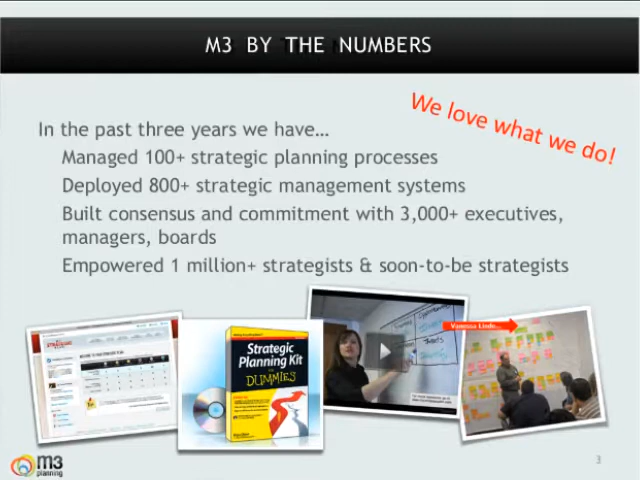 M3 BY THE NUMBERS
We love what we do!
In the past three years we have…
Managed 100+ strategic planning processes
Deployed 800+ strategic management systems
Built consensus and commitment with 3,000+ executives,
managers, boards
Empowered 1 million+ strategists & soon-to-be strategists
Strategic
Planning Kit
FOR
DUMMIES
Vanessa Linds...
m3
planning
3